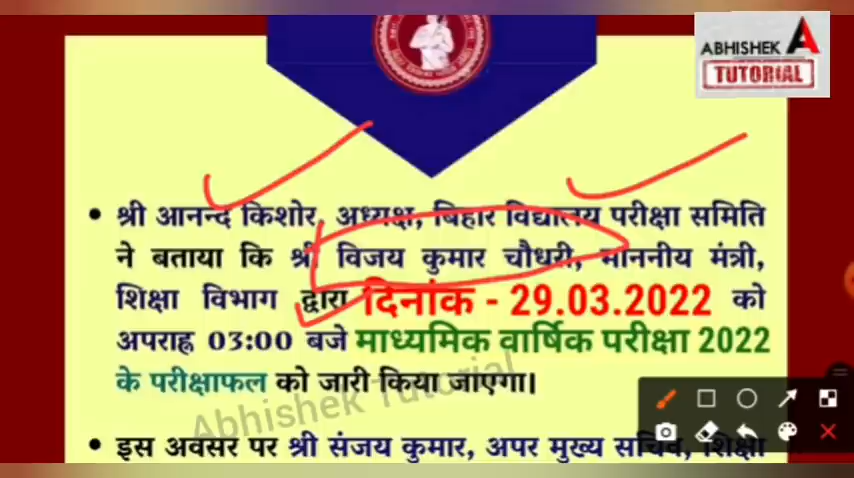 ABHISHEK A
TUTORIAL
• श्री आनन्द किशोर, अध्यक्ष, बिहार विद्यालय परीक्षा समिति
ने बताया कि श्री विजय कुमार चौधरी, माननीय मंत्री,
शिक्षा विभाग द्वारा दिनांक - 29.03.2022 को
अपराह्न 03:00 बजे माध्यमिक वार्षिक परीक्षा 2022
के परीक्षाफल को जारी किया जाएगा।
Abhishek Tutorial
• इस अवसर पर श्री संजय कुमार, अपर मुख्य सचिव, शिक्षा